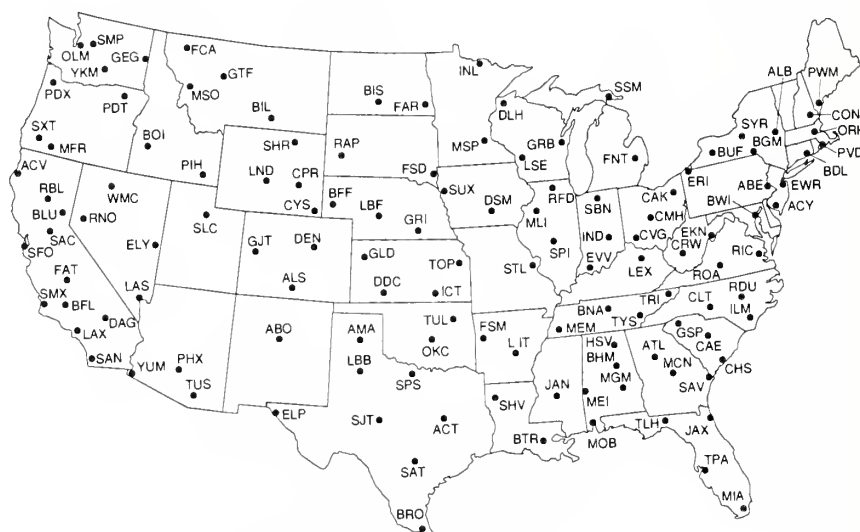 ALB
PWM
SMP
OLM
GEG
YKM
FCA
GTF
MSO
BIL
BIS
FAR
INL
DLH
SSM
CON
ORH
PVD
BDL
SYR
BGM
BUF
PDX
PDT
SXT
MFR
BOI
PIH
SHR
LND
CPR
CYS
RAP
FSD
MSP
GRB
LSE
FNT
ERI
ABE
EWR
ACY
BWI
ACV
RBL
BLU
SAC
SFO
WMC
RNO
ELY
SLC
BFF
LBF
GRI
SUX
DSM
RFD
MLI
SPI
SBN
IND
EVV
CAK
CMH
CVG
EKN
CRW
RIC
ROA
LEX
GJT
DEN
ALS
GLD
DDC
TOP
ICT
STL
FAT
SMX
BFL
LAS
LAX
DAG
SAN
YUM
PHX
TUS
ABO
AMA
LBB
TUL
OKC
FSM
LIT
BNA
MEM
TYS
TRI
CLT
RDU
ILM
GSP
CAE
CHS
HSV
BHM
MGM
ATL
MCN
SAV
SPS
ELP
SJT
ACT
SHV
JAN
MEI
MOB
TLH
JAX
BTR
SAT
BRO
TPA
MIA